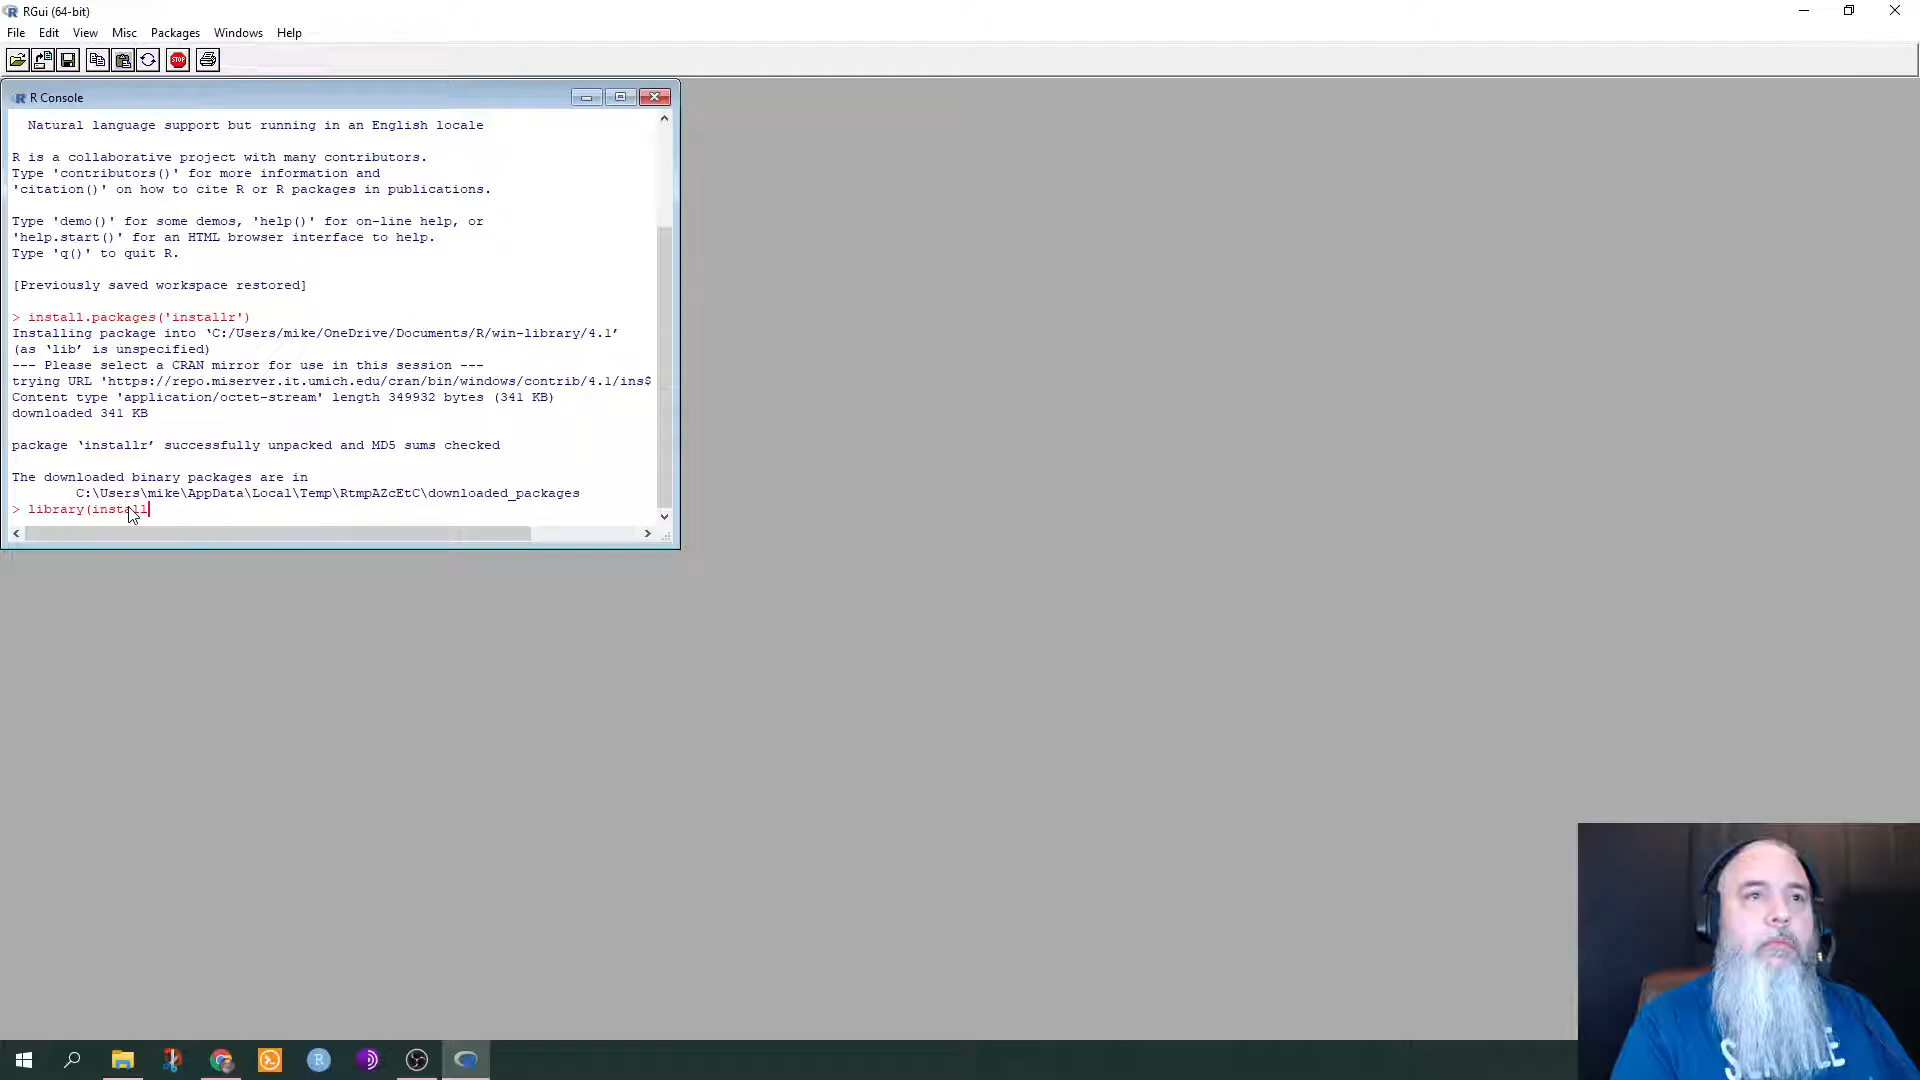 RGui (64-bit)
File Edit View Misc Packages Windows Help
STOP
R Console
Natural language support but running in an English locale
R is a collaborative project with many contributors.
Type 'contributors()' for more information and
'citation()' on how to cite R or R packages in publications.
Type 'demo()' for some demos, 'help()' for on-line help, or
'help.start()' for an HTML browser interface to help.
Type 'q()' to quit R.
[Previously saved workspace restored]
> install.packages('installr')
Installing package into ‘C:/Users/mike/OneDrive/Documents/R/win-library/4.1’
(as ‘lib’ is unspecified)
--- Please select a CRAN mirror for use in this session ---
trying URL 'https://repo.miserver.it.umich.edu/cran/bin/windows/contrib/4.1/ins$
Content type 'application/octet-stream' length 349932 bytes (341 KB)
downloaded 341 KB
package ‘installr’ successfully unpacked and MD5 sums checked
The downloaded binary packages are in
C:\Users\mike\AppData\Local\Temp\RtmpAZcEtC\downloaded_packages
> library(install